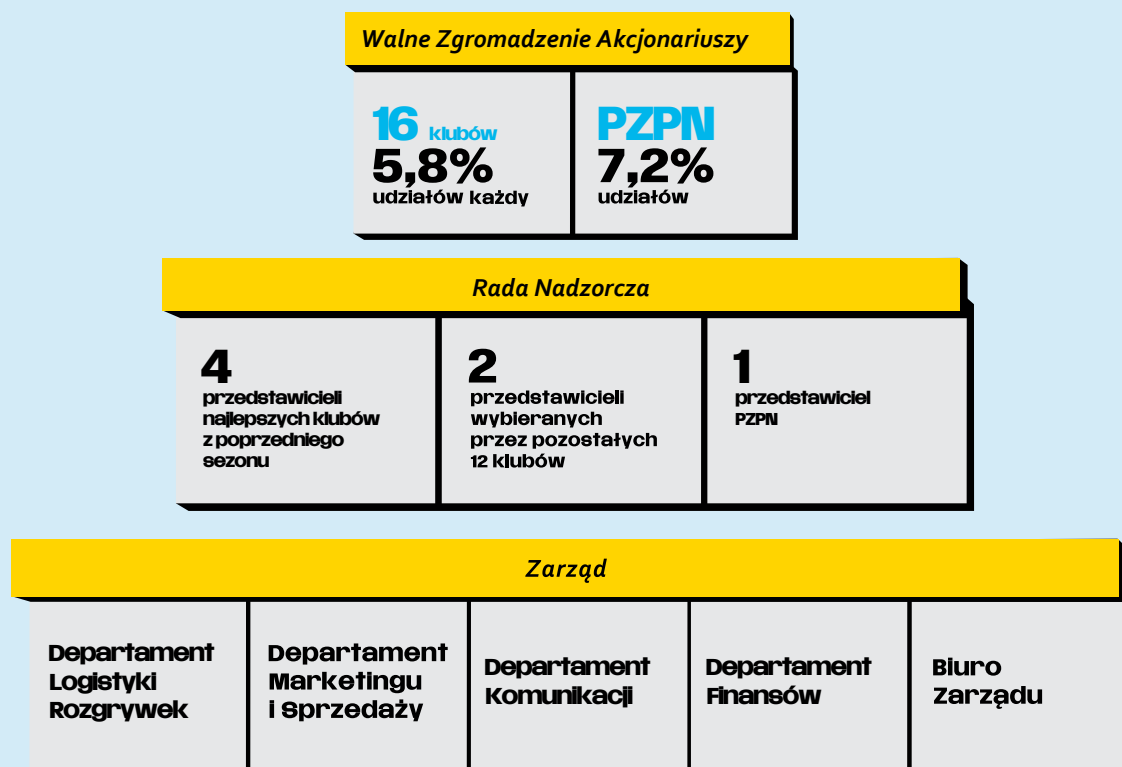 Walne Zgromadzenie Akcjonariuszy
16 klubów
5,8%
udziałów każdy
PZPN
7,2%
udziałów
Rada Nadzorcza
4
przedstawicieli
najlepszych klubów
z poprzedniego
sezonu
2
przedstawicieli
wybieranych
przez pozostałych
12 klubów
1
przedstawiciel
PZPN
Zarząd
Departament
Logistyki
Rozgrywek
Departament
Marketingu
i Sprzedaży
Departament
Komunikacji
Departament
Finansów
Biuro
Zarządu